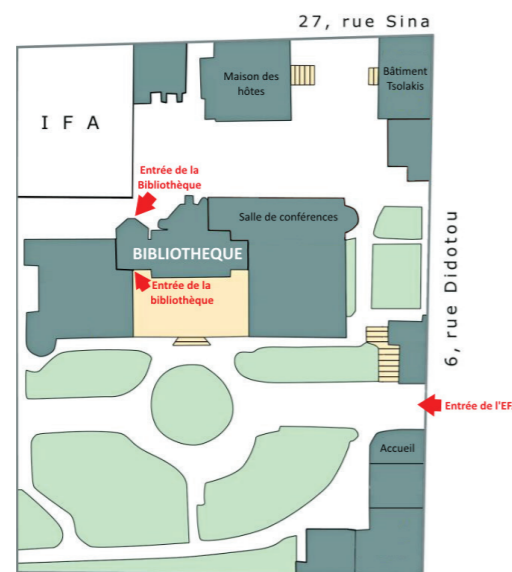 27, rue Sina
Maison des
hôtes
Bâtiment
Tsolakis
I F A
Entrée de la
Bibliothèque
Salle de conférences
BIBLIOTHEQUE
Entrée de la
bibliothèque
6, rue Didotou
Entrée de l'EF
Accueil